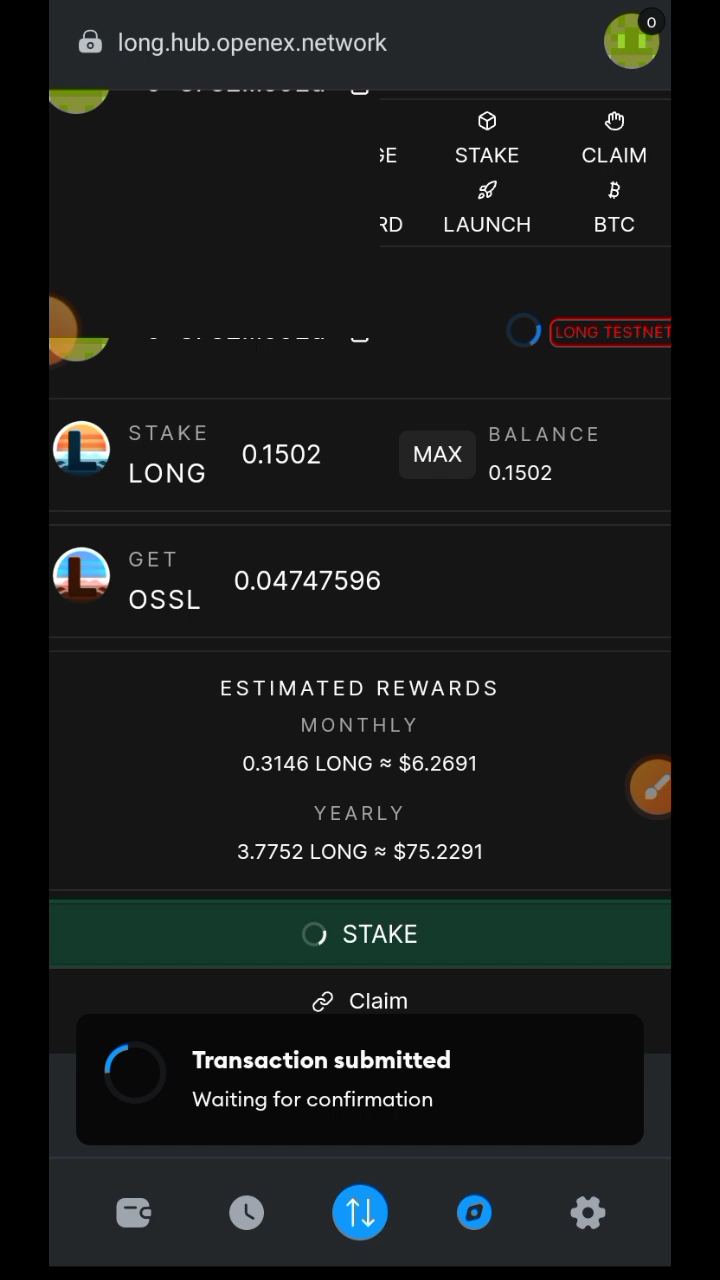 long.hub.openex.network
0
GE STAKE CLAIM
RD LAUNCH BTC
LONG TESTNET
STAKE
LONG
0.1502
MAX
BALANCE
0.1502
GET
OSSL
0.04747596
ESTIMATED REWARDS
MONTHLY
0.3146 LONG ≈ $6.2691
YEARLY
3.7752 LONG ≈ $75.2291
STAKE
Claim
Transaction submitted
Waiting for confirmation